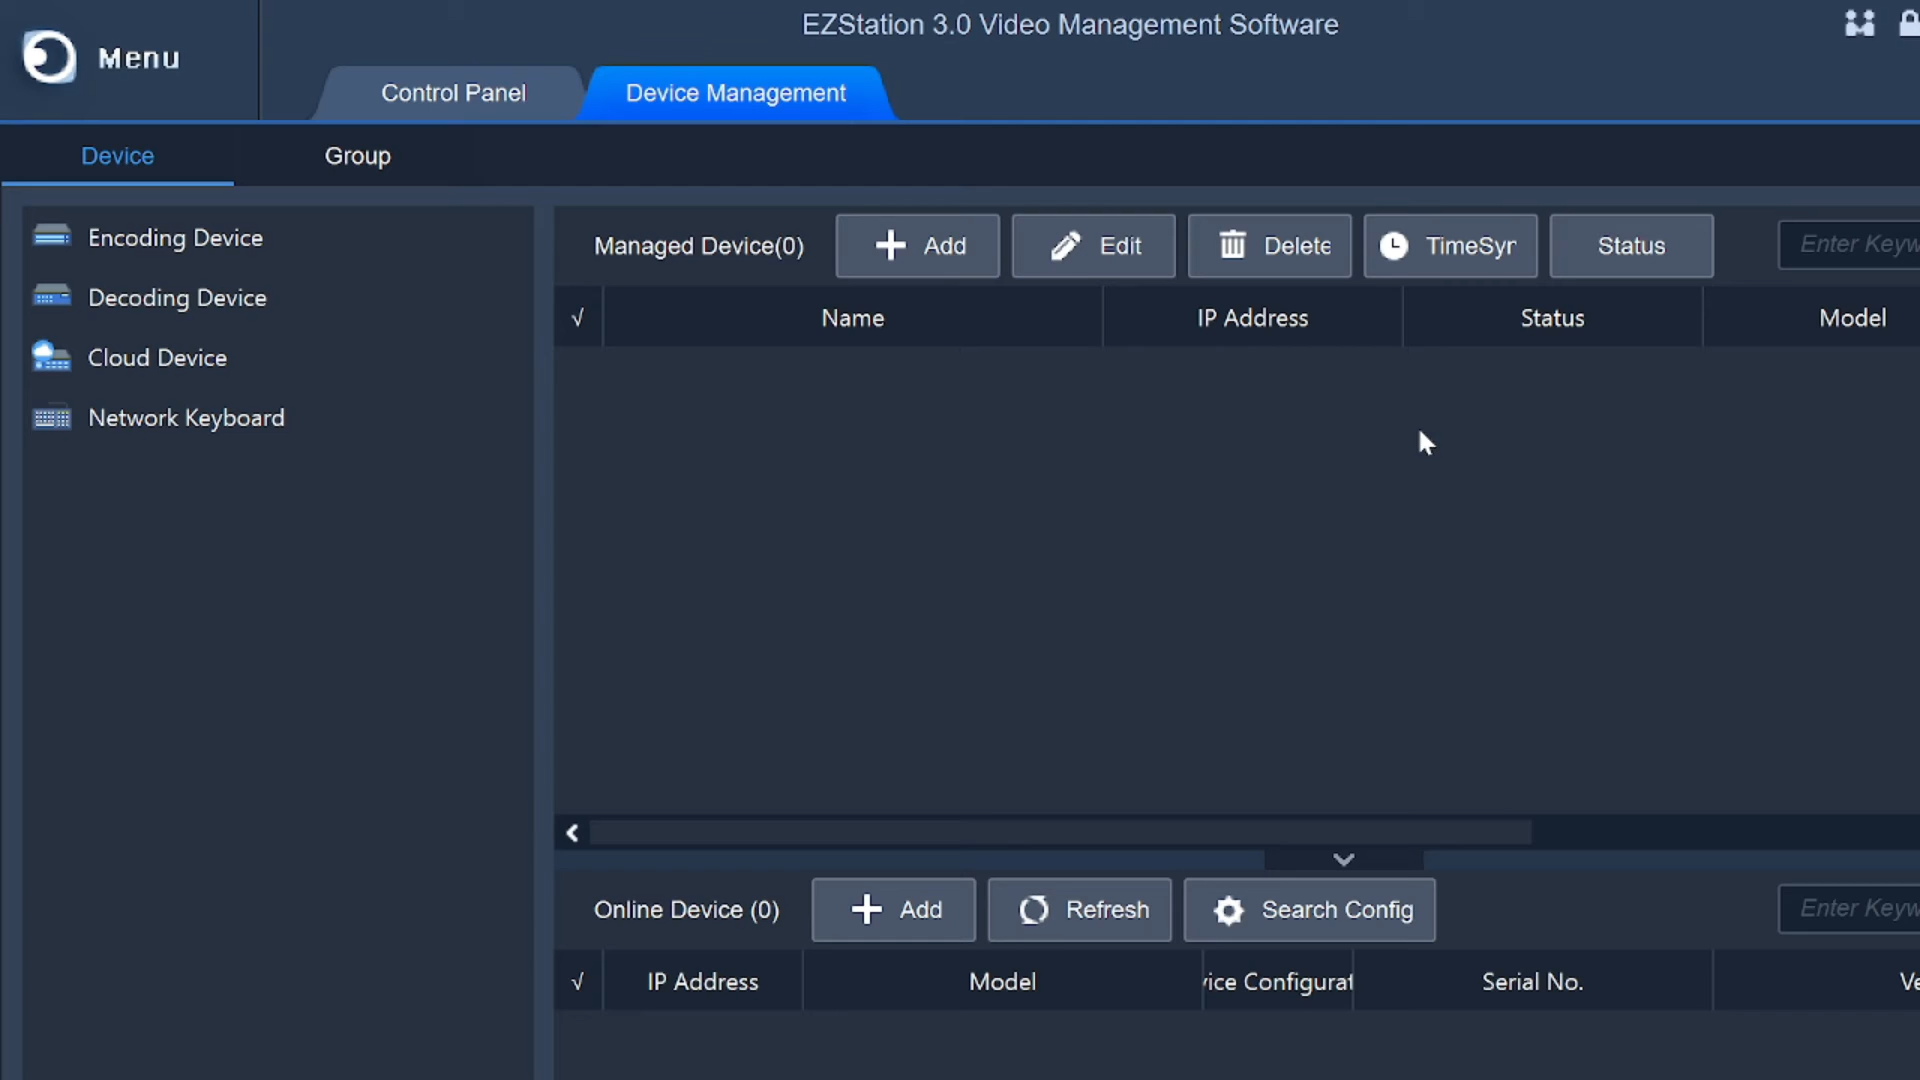 EZStation 3.0 Video Management Software
Menu
Control Panel
Device Management
Device
Group
Encoding Device
Decoding Device
Cloud Device
Network Keyboard
Managed Device(0)
Add
Edit
Delete
TimeSyn
Status
Enter Keyw
√
Name
IP Address
Status
Model
Online Device (0)
Add
Refresh
Search Config
Enter Keyw
√
IP Address
Model
vice Configurat
Serial No.
Ve